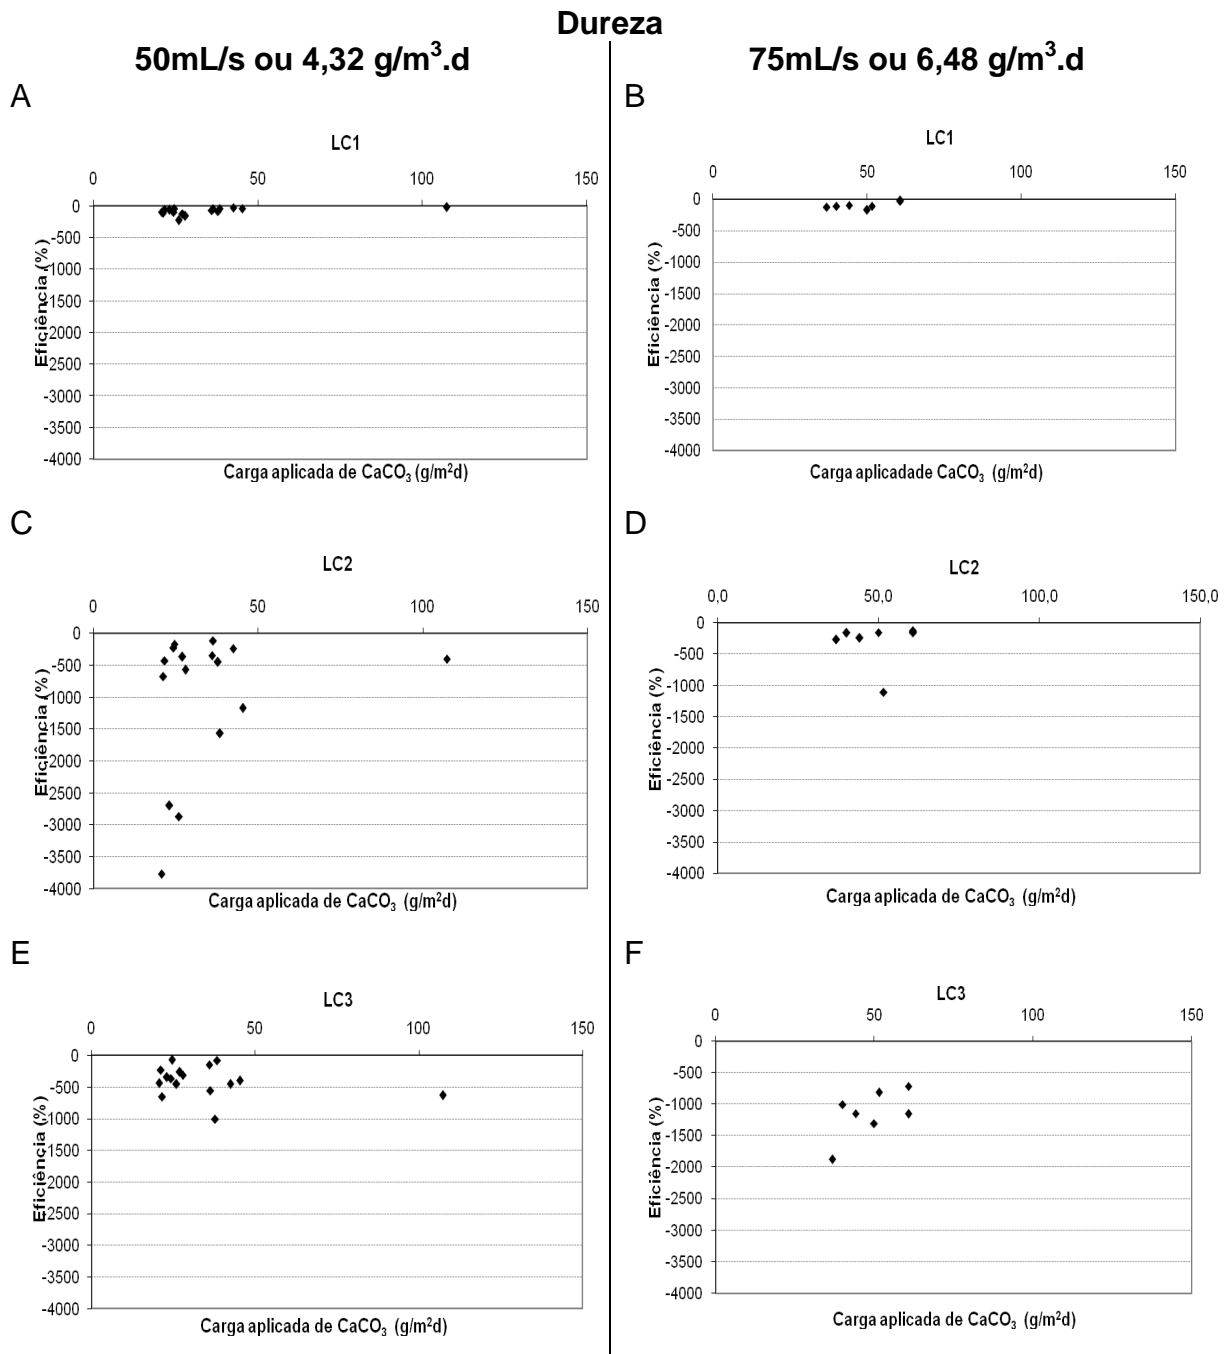 Dureza
50mL/s ou 4,32 g/m³.d
75mL/s ou 6,48 g/m³.d
A
LC1
0 50 100 150
0
-500
-1000
-1500
-2000
-2500
-3000
-3500
-4000
Eficiência (%)
Carga aplicada de CaCO₃ (g/m²d)
B
LC1
0 50 100 150
0
-500
-1000
-1500
-2000
-2500
-3000
-3500
-4000
Eficiência (%)
Carga aplicadade CaCO₃ (g/m²d)
C
LC2
0 50 100 150
0
-500
-1000
-1500
-2000
-2500
-3000
-3500
-4000
Eficiência (%)
Carga aplicada de CaCO₃ (g/m²d)
D
LC2
0,0 50,0 100,0 150,0
0
-500
-1000
-1500
-2000
-2500
-3000
-3500
-4000
Eficiência (%)
Carga aplicada de CaCO₃ (g/m²d)
E
LC3
0 50 100 150
0
-500
-1000
-1500
-2000
-2500
-3000
-3500
-4000
Eficiência (%)
Carga aplicada de CaCO₃ (g/m²d)
F
LC3
0 50 100 150
0
-500
-1000
-1500
-2000
-2500
-3000
-3500
-4000
Eficiência (%)
Carga aplicada de CaCO₃ (g/m²d)